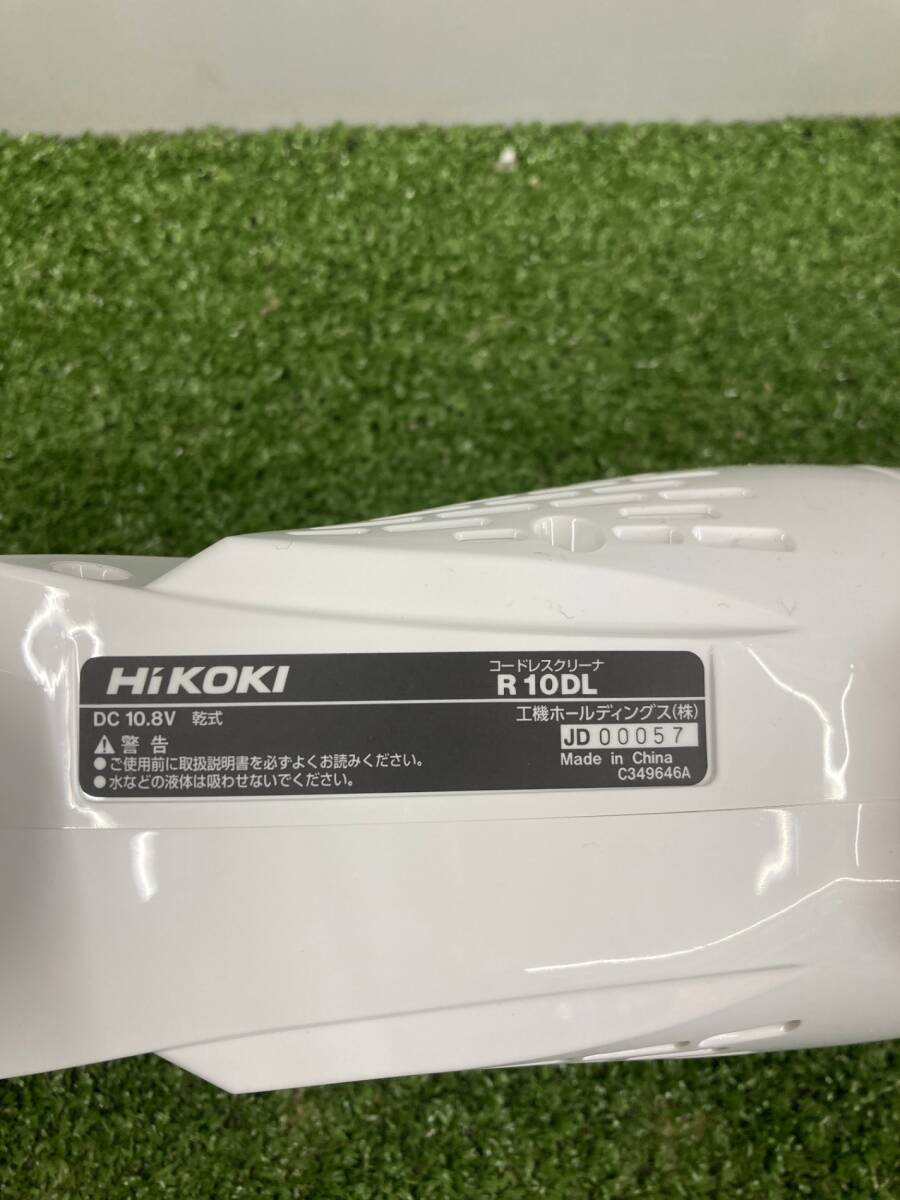 HiKOKI
コードレスクリーナ
R10DL
DC 10.8V 乾式
工機ホールディングス(株)
⚠ 警告
JD 00057
●ご使用前に取扱説明書を必ずよくお読みください。
Made in China
●水などの液体は吸わせないでください。
C349646A